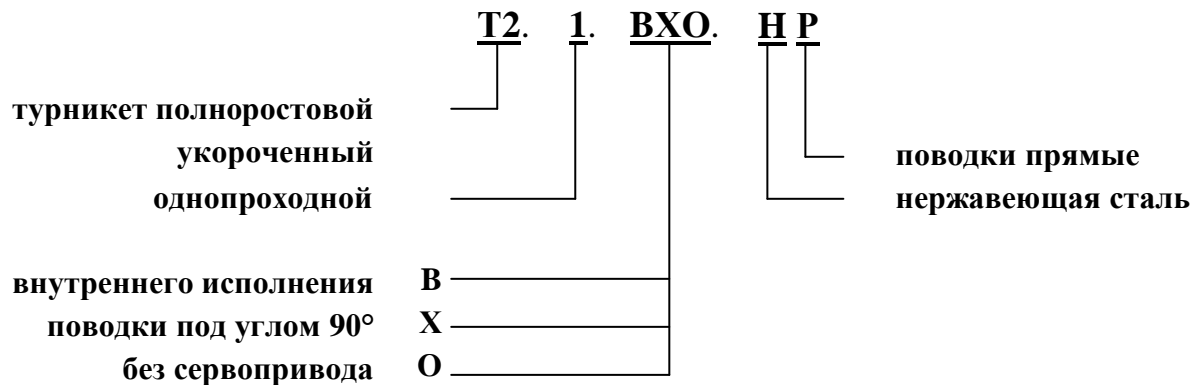 Т2. 1. ВХО. Н Р
турникет полноростовой
укороченный
однопроходной
поводки прямые
нержавеющая сталь
внутреннего исполнения В
поводки под углом 90° Х
без сервопривода О